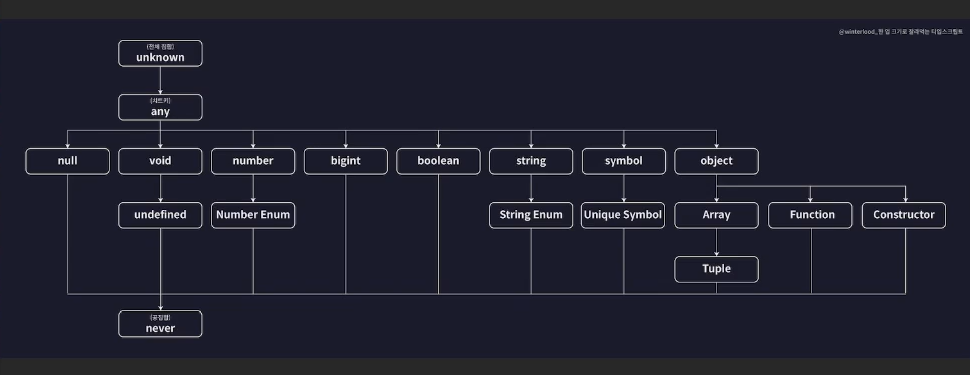 @winterlood_한 입 크기로 잘라먹는 타입스크립트
(전체 집합)
unknown
(치트키)
any
null
void
number
bigint
boolean
string
symbol
object
undefined
Number Enum
String Enum
Unique Symbol
Array
Function
Constructor
Tuple
(공집합)
never